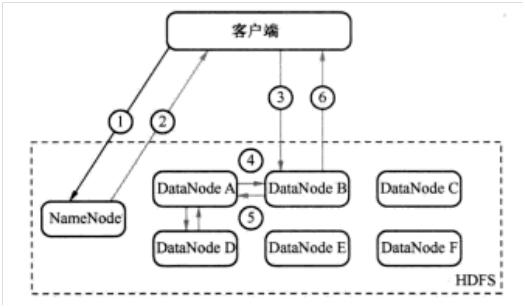 客户端
① ② ③ ⑥
④
DataNode A DataNode B DataNode C
NameNode ⑤
DataNode D DataNode E DataNode F
HDFS